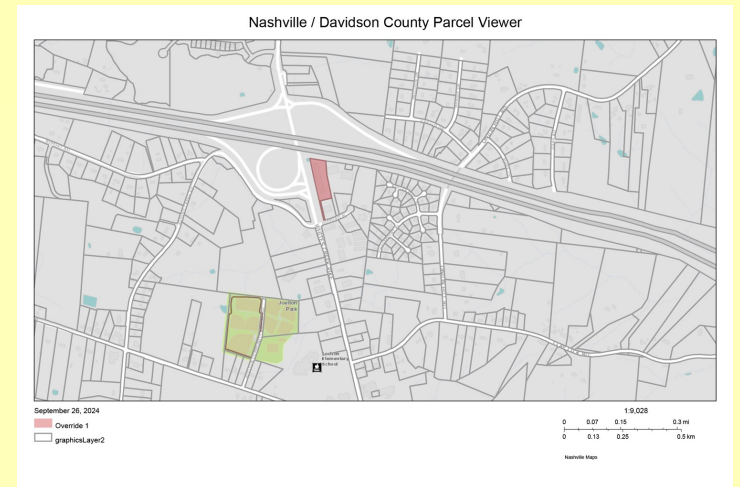 Nashville / Davidson County Parcel Viewer
Joelton
Park
Joelton
Elementary
School
September 26, 2024
Override 1
graphicsLayer2
1:9,028
0 0.07 0.15 0.3 mi
0 0.13 0.25 0.5 km
Nashville Maps